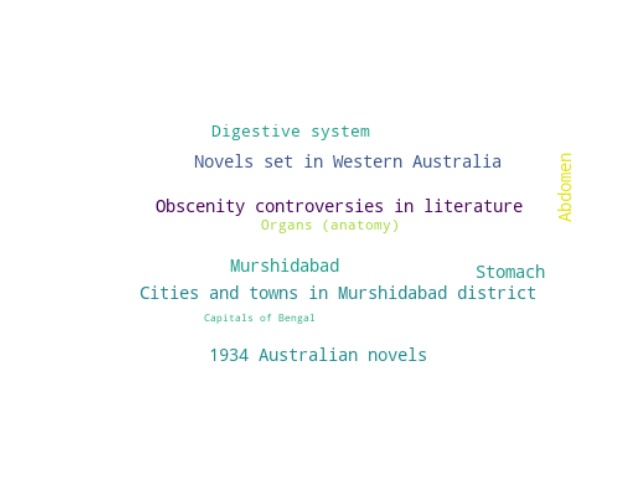 Digestive system
Novels set in Western Australia
Abdomen
Obscenity controversies in literature
Organs (anatomy)
Murshidabad
Stomach
Cities and towns in Murshidabad district
Capitals of Bengal
1934 Australian novels